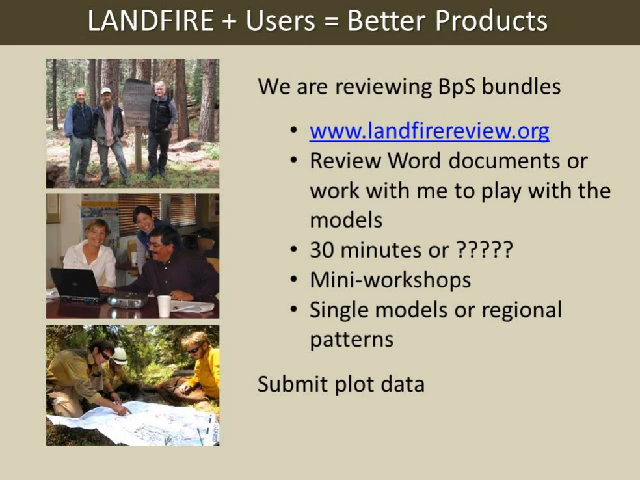 LANDFIRE + Users = Better Products
We are reviewing BpS bundles
• www.landfirereview.org
• Review Word documents or
work with me to play with the
models
• 30 minutes or ?????
• Mini-workshops
• Single models or regional
patterns
Submit plot data